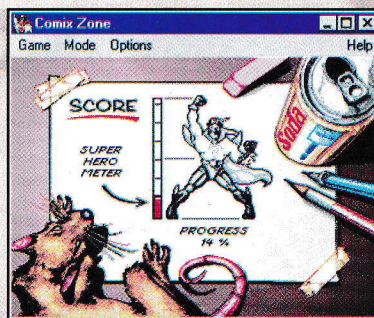 Comix Zone
Game Mode Options Help
SCORE
SUPER
HERO
METER
PROGRESS
14 %
Soda